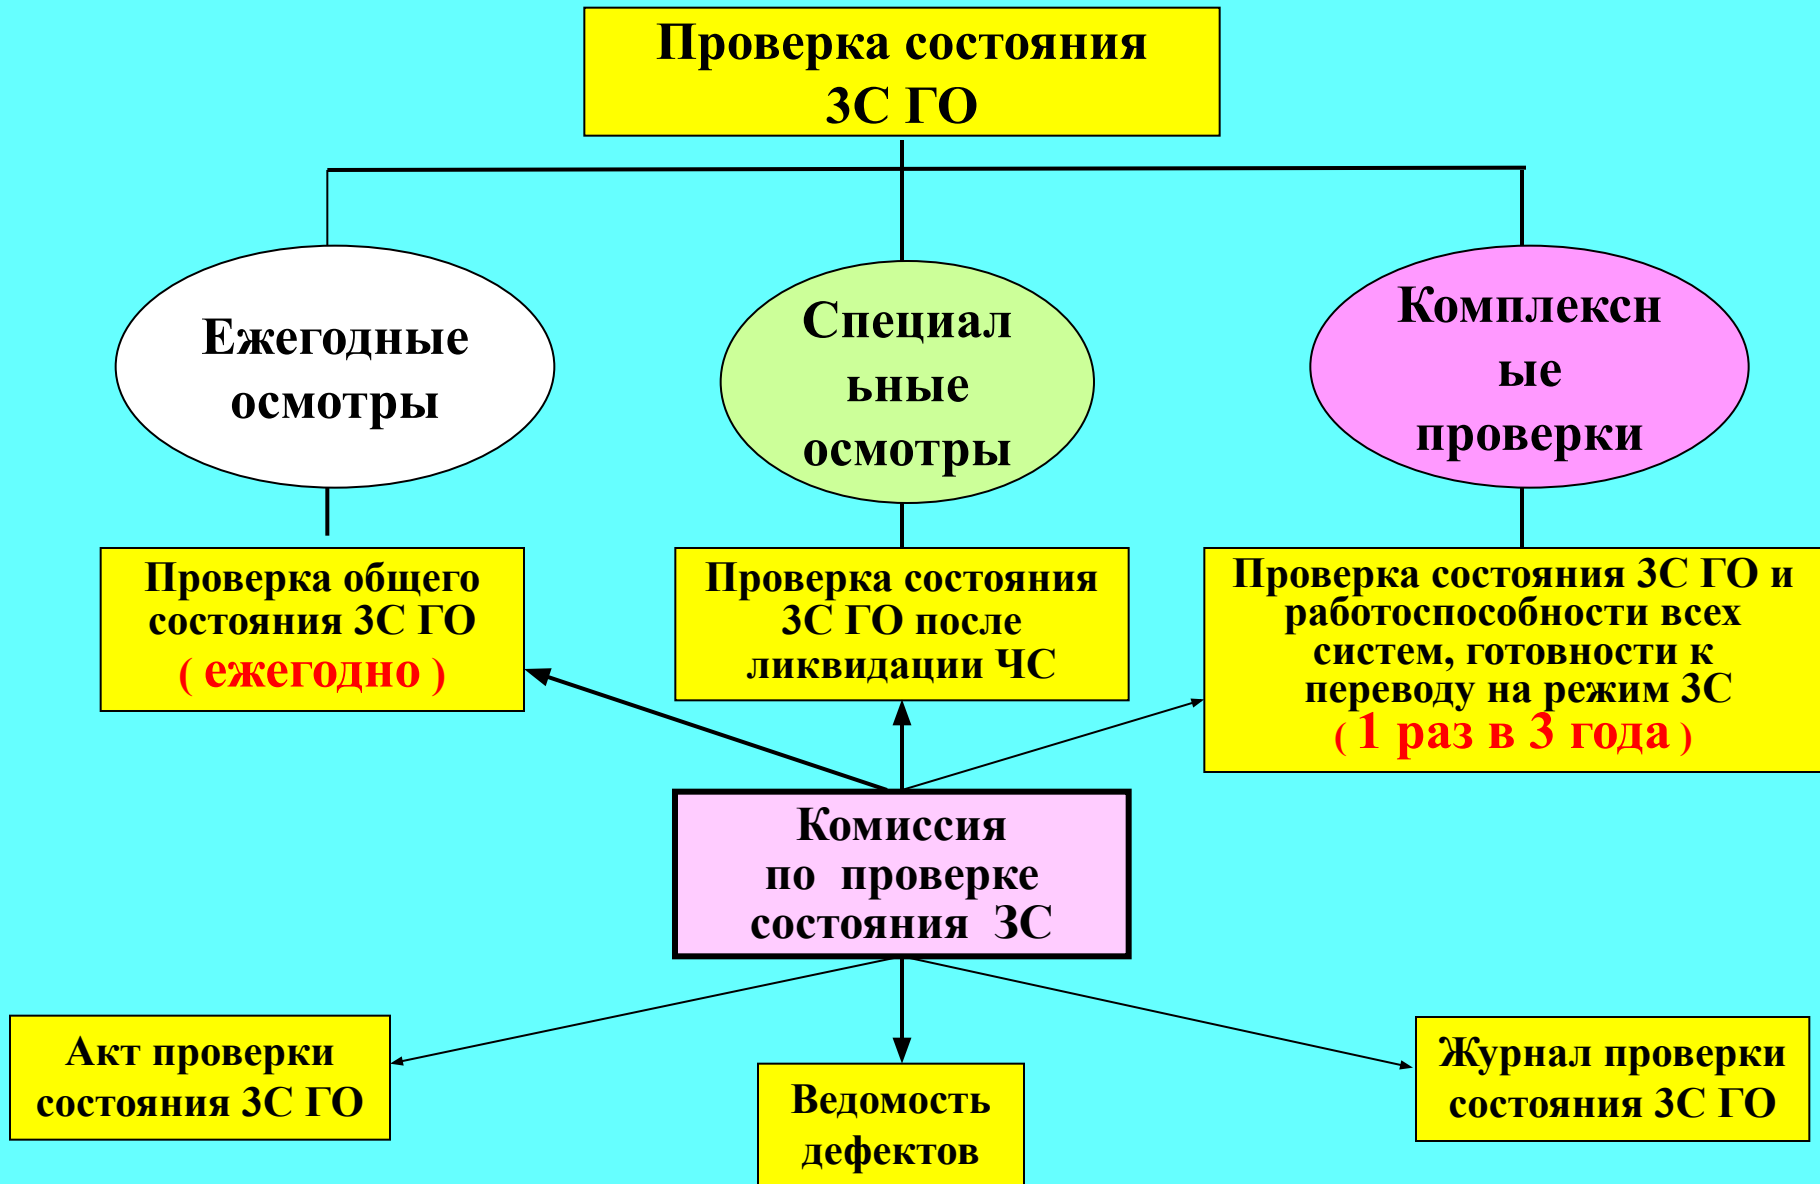 Проверка состояния
ЗС ГО
Ежегодные
осмотры
Специал
ьные
осмотры
Комплексн
ые
проверки
Проверка общего
состояния ЗС ГО
( ежегодно )
Проверка состояния
ЗС ГО после
ликвидации ЧС
Проверка состояния ЗС ГО и
работоспособности всех
систем, готовности к
переводу на режим ЗС
( 1 раз в 3 года )
Комиссия
по проверке
состояния ЗС
Акт проверки
состояния ЗС ГО
Ведомость
дефектов
Журнал проверки
состояния ЗС ГО